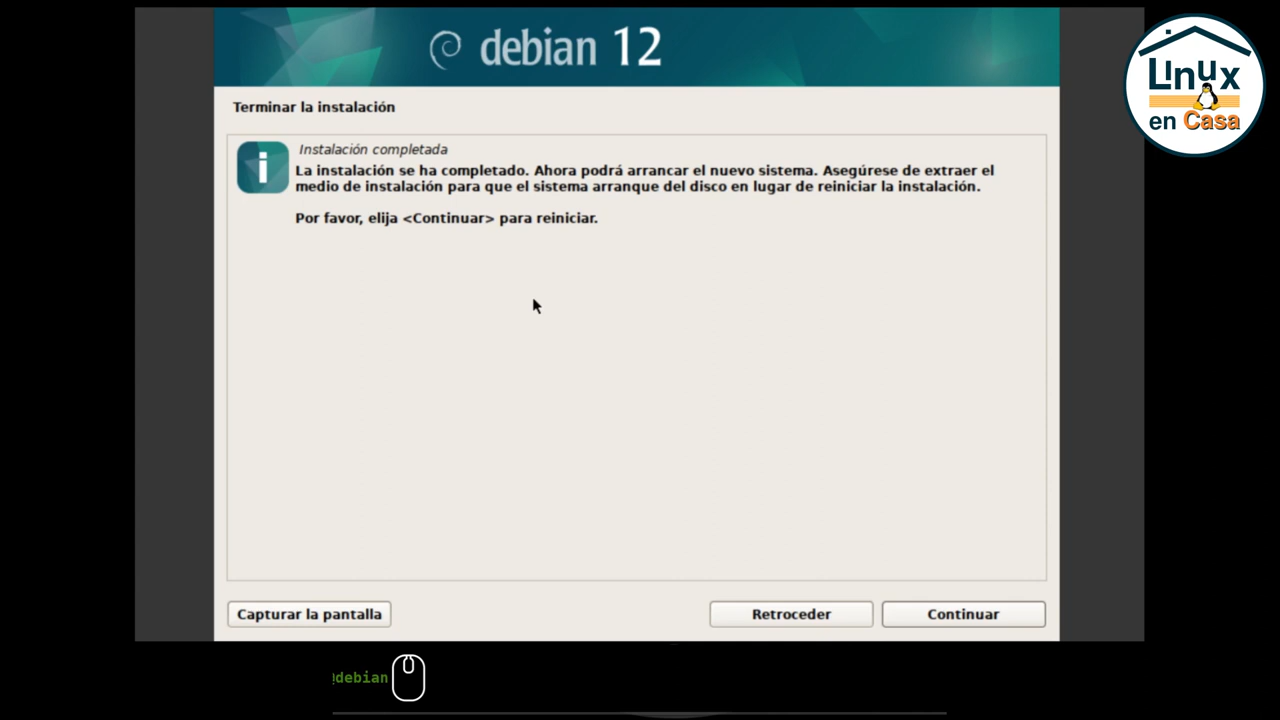 debian 12
Linux
en Casa
Terminar la instalación
Instalación completada
La instalación se ha completado. Ahora podrá arrancar el nuevo sistema. Asegúrese de extraer el
medio de instalación para que el sistema arranque del disco en lugar de reiniciar la instalación.
Por favor, elija <Continuar> para reiniciar.
Capturar la pantalla
Retroceder
Continuar
!debian